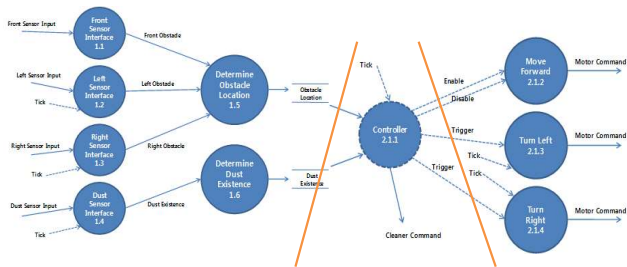 Front Sensor Input
Front
Sensor
Interface
1.1
Front Obstacle
Left Sensor Input
Tick
Left
Sensor
Interface
1.2
Left Obstacle
Right Sensor Input
Tick
Right
Sensor
Interface
1.3
Right Obstacle
Dust Sensor Input
Tick
Dust
Sensor
Interface
1.4
Dust Existence
Determine
Obstacle
Location
1.5
Determine
Dust
Existence
1.6
Obstacle
Location
Dust
Existence
Tick
Controller
2.1.1
Cleaner Command
Enable
Disable
Trigger
Tick
Trigger
Tick
Move
Forward
2.1.2
Motor Command
Turn Left
2.1.3
Motor Command
Turn
Right
2.1.4
Motor Command